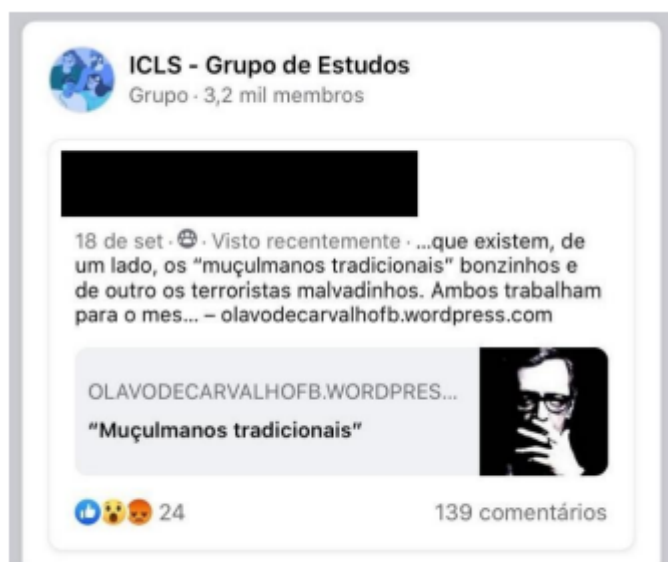 ICLS - Grupo de Estudos
Grupo · 3,2 mil membros
18 de set · Visto recentemente · ...que existem, de
um lado, os “muçulmanos tradicionais” bonzinhos e
de outro os terroristas malvadinhos. Ambos trabalham
para o mes... – olavodecarvalhofb.wordpress.com
OLAVODECARVALHOFB.WORDPRES...
“Muçulmanos tradicionais”
24
139 comentários